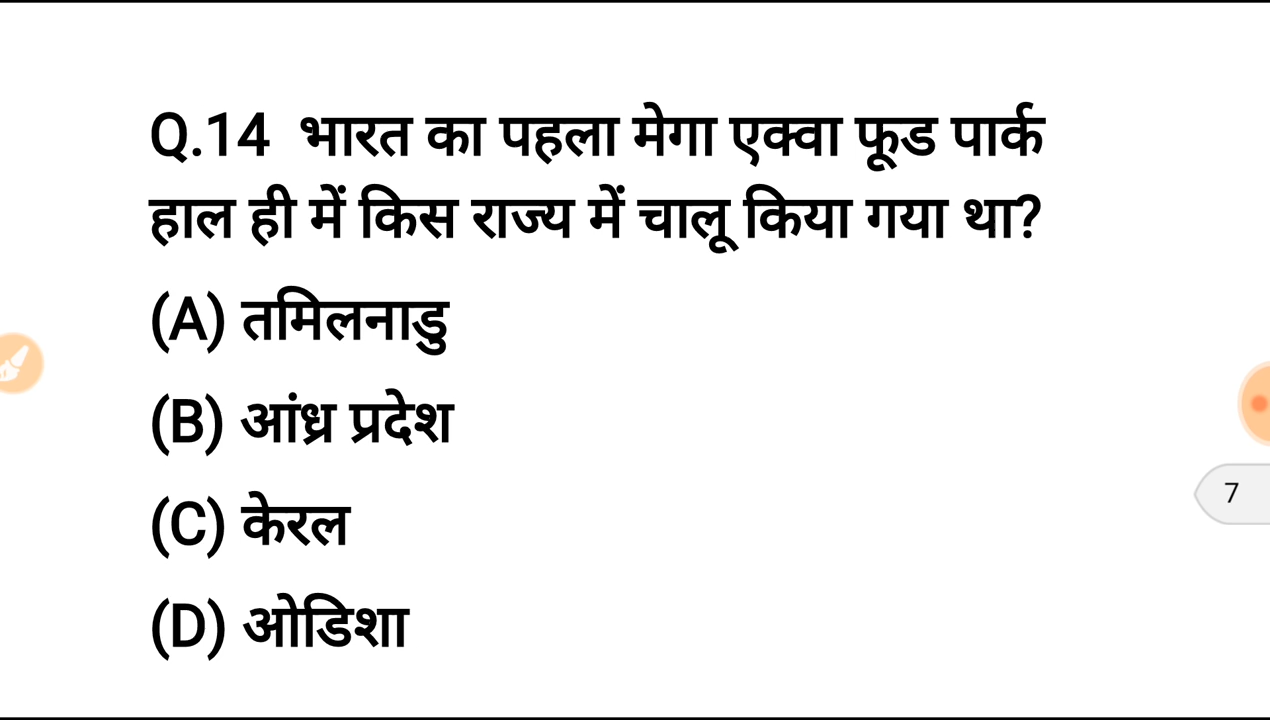 Q.14 भारत का पहला मेगा एक्वा फूड पार्क
हाल ही में किस राज्य में चालू किया गया था?
(A) तमिलनाडु
(B) आंध्र प्रदेश
(C) केरल
7
(D) ओडिशा